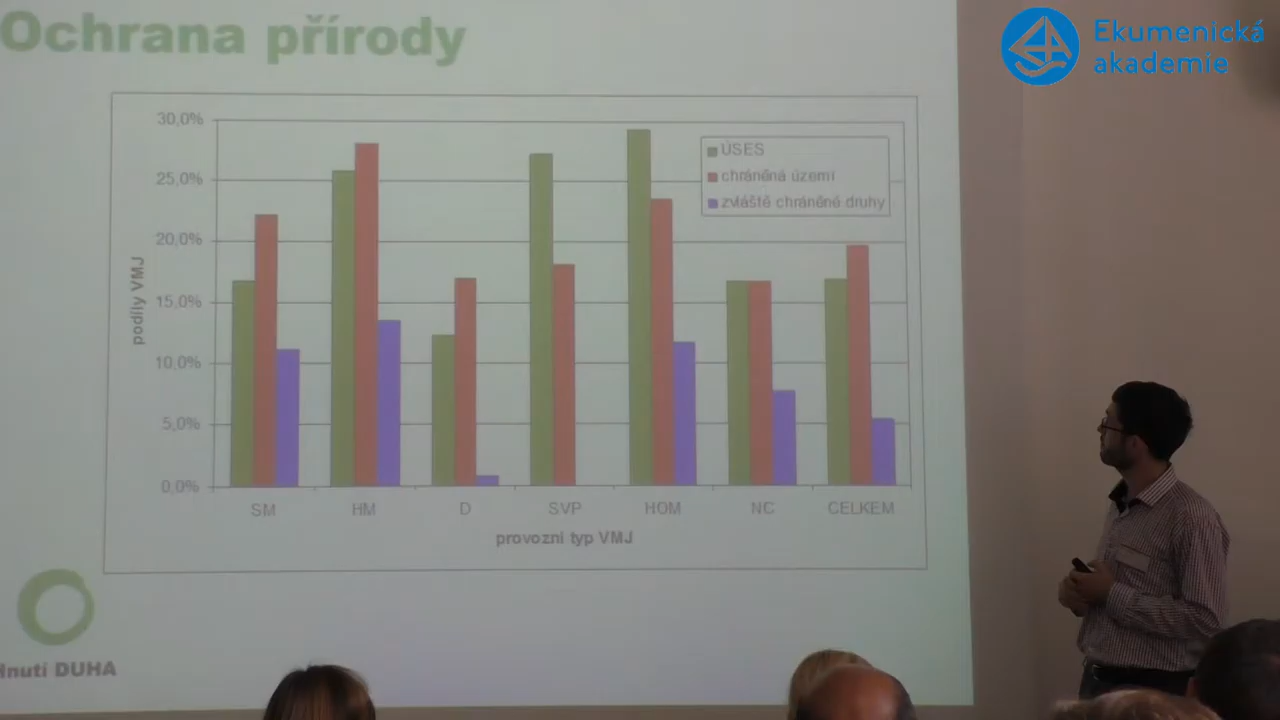 Ochrana přírody
Ekumenická
akademie
30,0%
25,0%
20,0%
15,0%
10,0%
5,0%
0,0%
podíly VMJ
ÚSES
chráněná území
zvláště chráněné druhy
SM HM D SVP HOM NC CELKEM
provozní typ VMJ
Hnutí DUHA